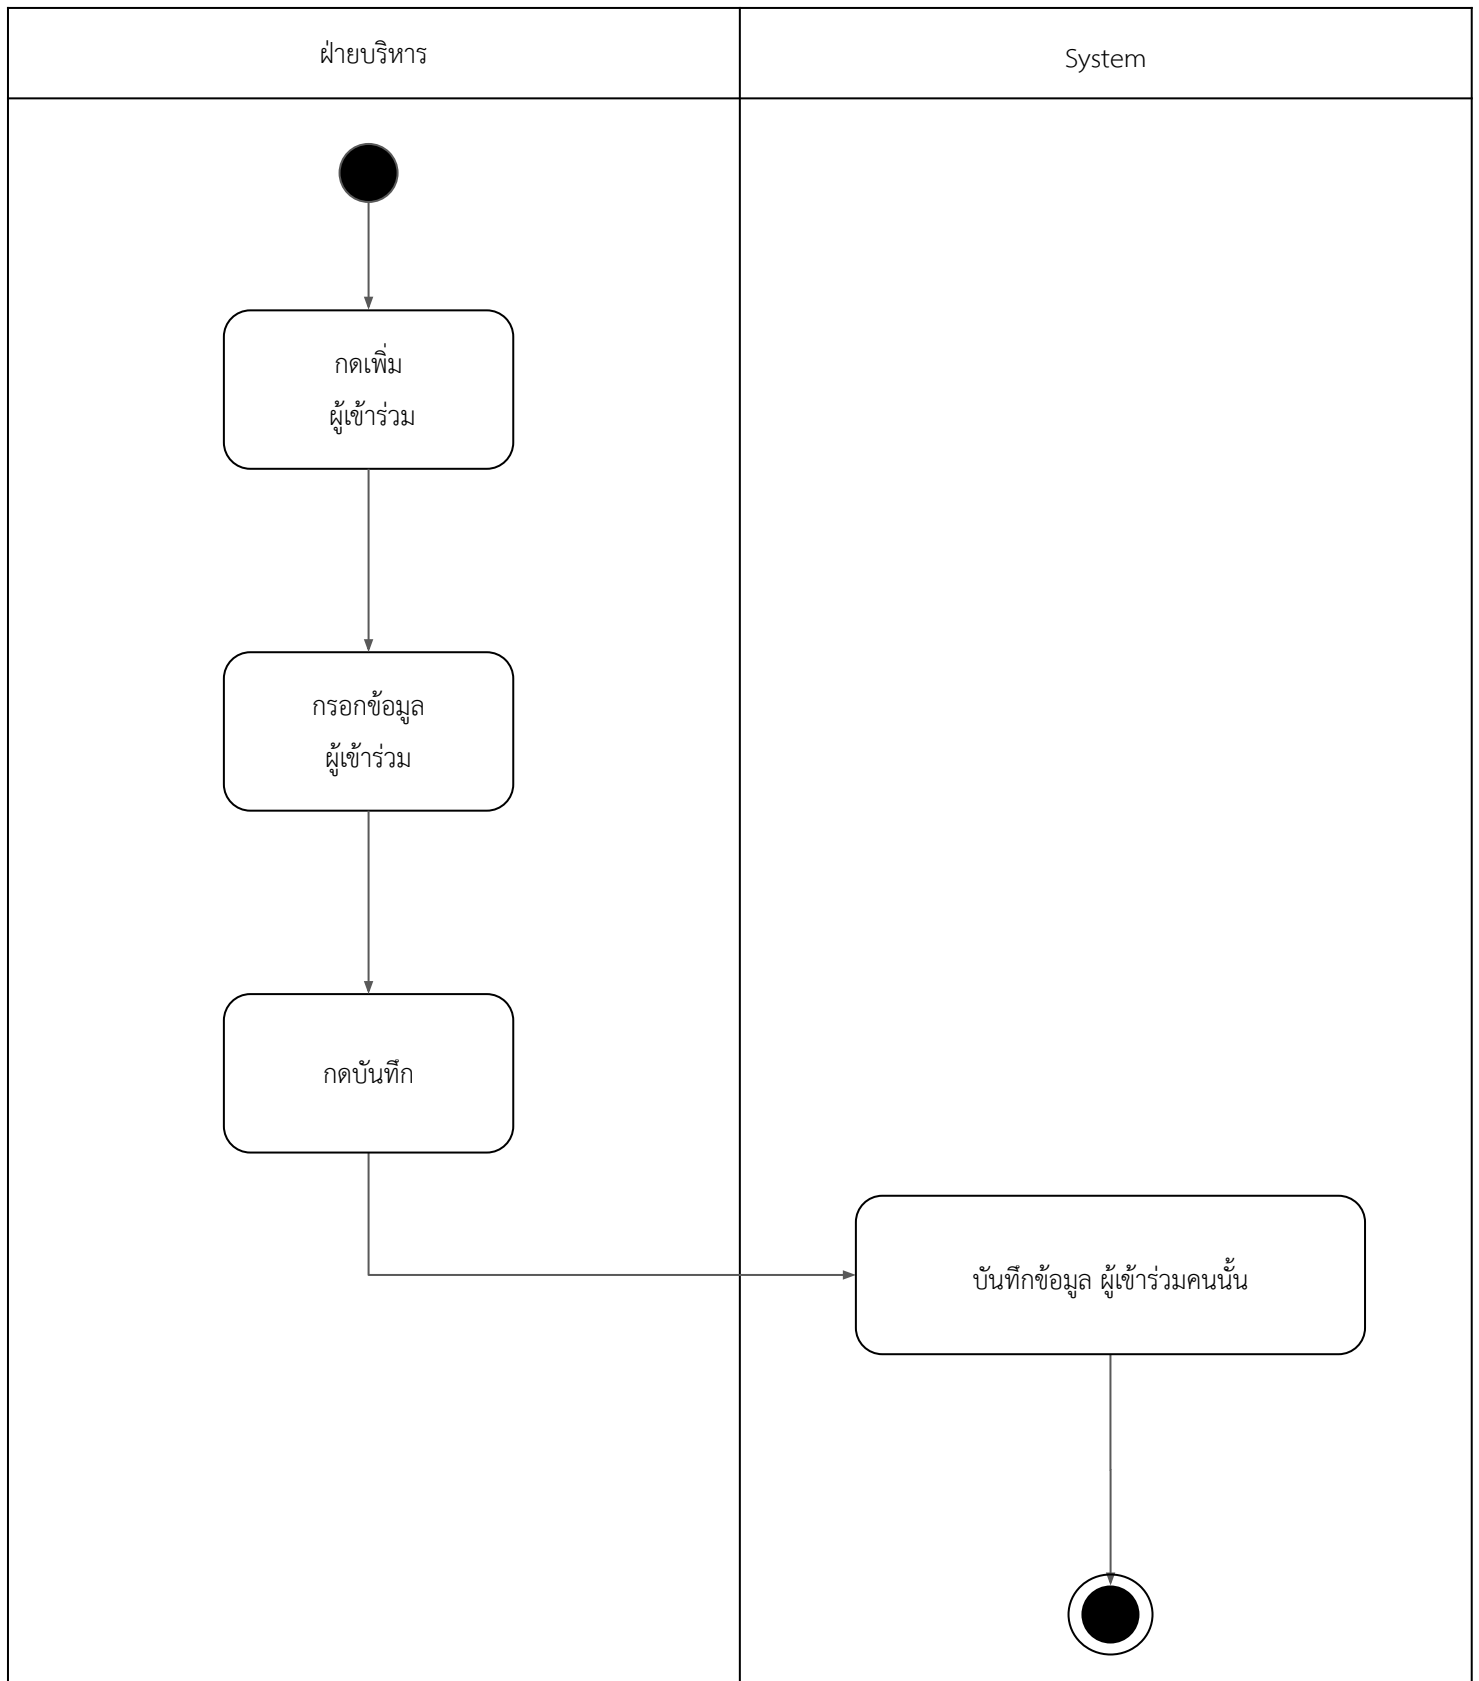 ฝ่ายบริหาร
System
กดเพิ่ม
ผู้เข้าร่วม
กรอกข้อมูล
ผู้เข้าร่วม
กดบันทึก
บันทึกข้อมูล ผู้เข้าร่วมคนนั้น